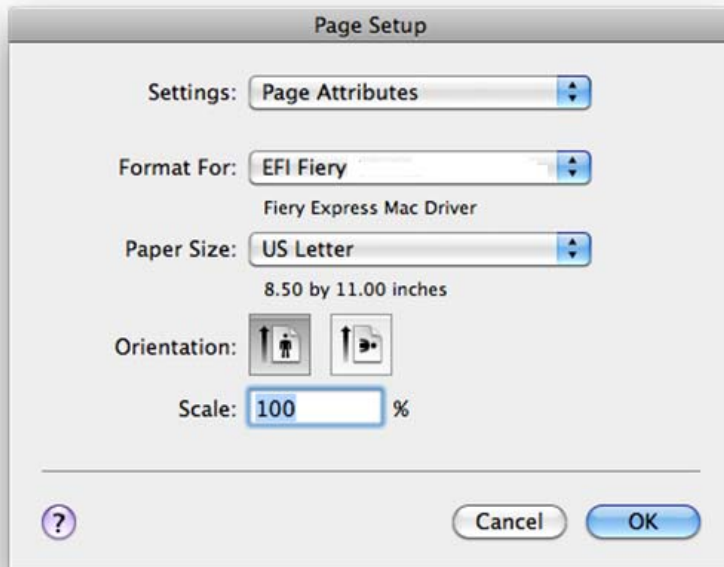 Page Setup
Settings: Page Attributes
Format For: EFI Fiery
Fiery Express Mac Driver
Paper Size: US Letter
8.50 by 11.00 inches
Orientation:
Scale: 100 %
? Cancel OK